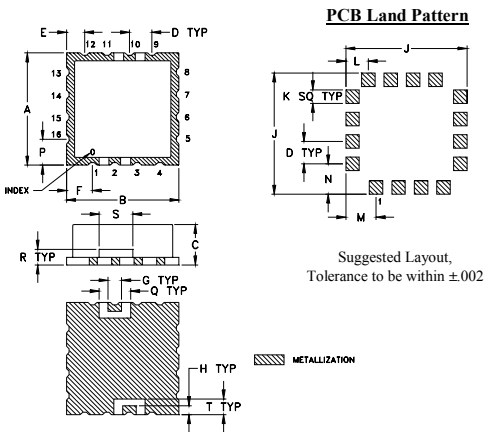 PCB Land Pattern
E
12 11 10 9
D TYP
J
L
13
14
15
16
8
7
6
5
A
K SQ TYP
J
P
D TYP
0
N
INDEX
1 2 3 4
F
B
M
1
S
C
R TYP
Suggested Layout,
Tolerance to be within ±.002
G TYP
Q TYP
METALLIZATION
H TYP
T TYP